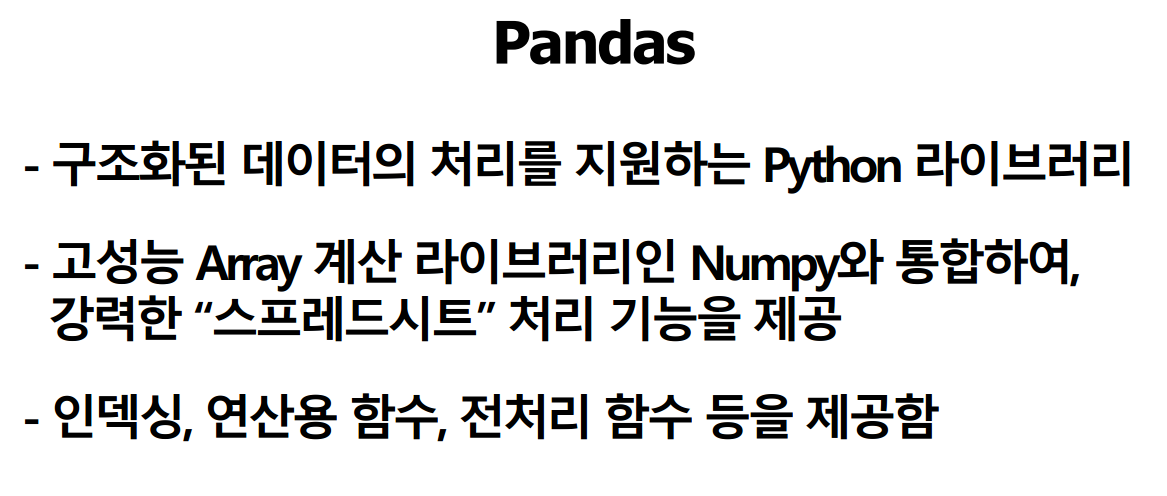 Pandas
- 구조화된 데이터의 처리를 지원하는 Python 라이브러리
- 고성능 Array 계산 라이브러리인 Numpy와 통합하여,
강력한 “스프레드시트” 처리 기능을 제공
- 인덱싱, 연산용 함수, 전처리 함수 등을 제공함